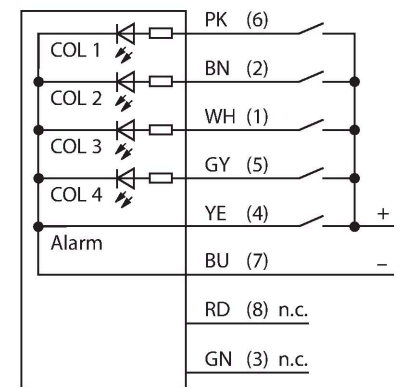 PK (6)
COL 1
BN (2)
COL 2
WH (1)
COL 3
GY (5)
COL 4
YE (4)
+
Alarm
BU (7)
–
RD (8) n.c.
GN (3) n.c.